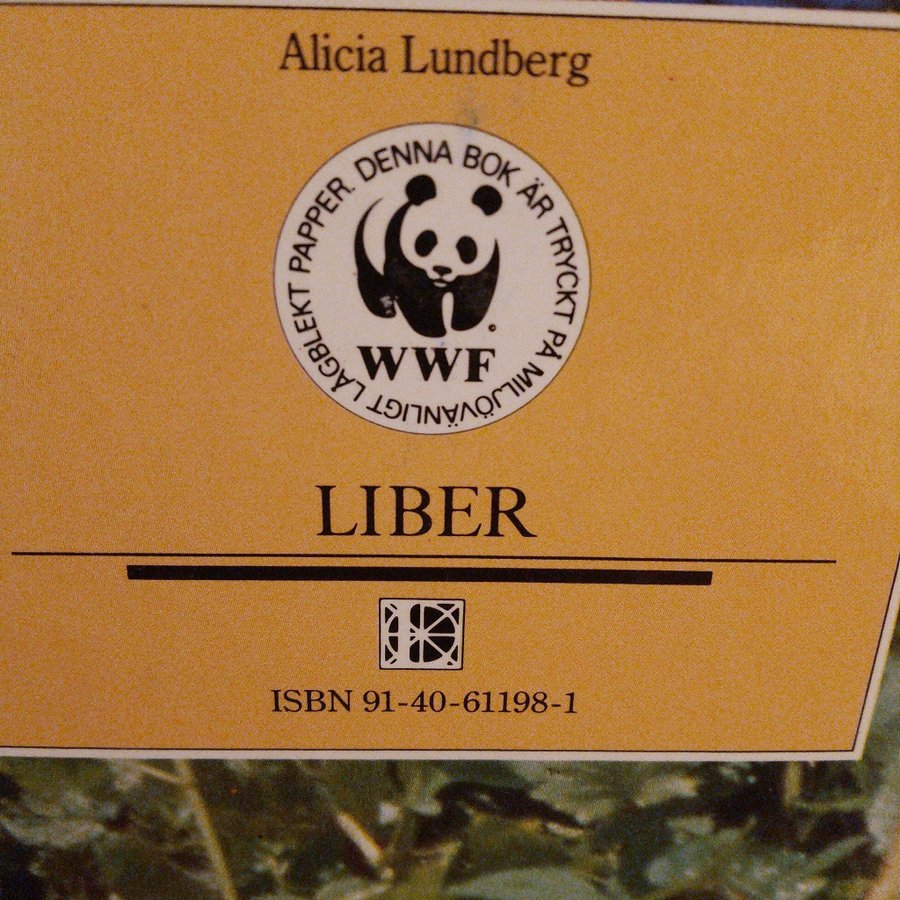 Alicia Lundberg
DENNA BOK ÄR TRYCKT PÅ MILJÖVÄNLIGT LÅGBLEKT PAPPER.
WWF
LIBER
ISBN 91-40-61198-1